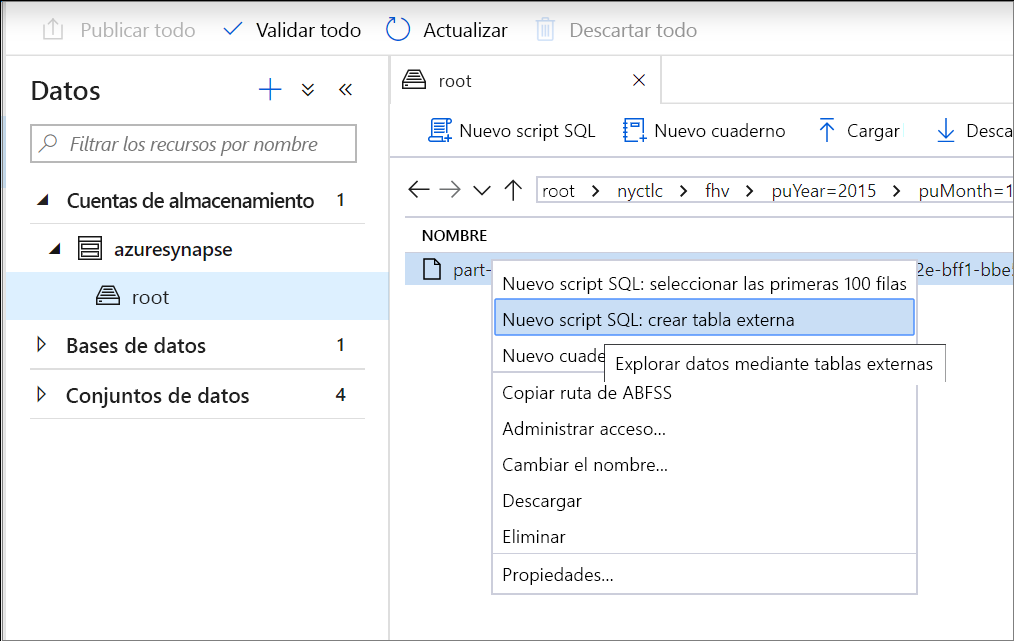 Publicar todo Validar todo Actualizar Descartar todo
Datos
Filtrar los recursos por nombre
Cuentas de almacenamiento 1
azuresynapse
root
Bases de datos 1
Conjuntos de datos 4
root
Nuevo script SQL Nuevo cuaderno Cargar Desca
root nyctlc fhv puYear=2015 puMonth=1
NOMBRE
part- 2e-bff1-bbe
Nuevo script SQL: seleccionar las primeras 100 filas
Nuevo script SQL: crear tabla externa
Nuevo cuade
Explorar datos mediante tablas externas
Copiar ruta de ABFSS
Administrar acceso...
Cambiar el nombre...
Descargar
Eliminar
Propiedades...